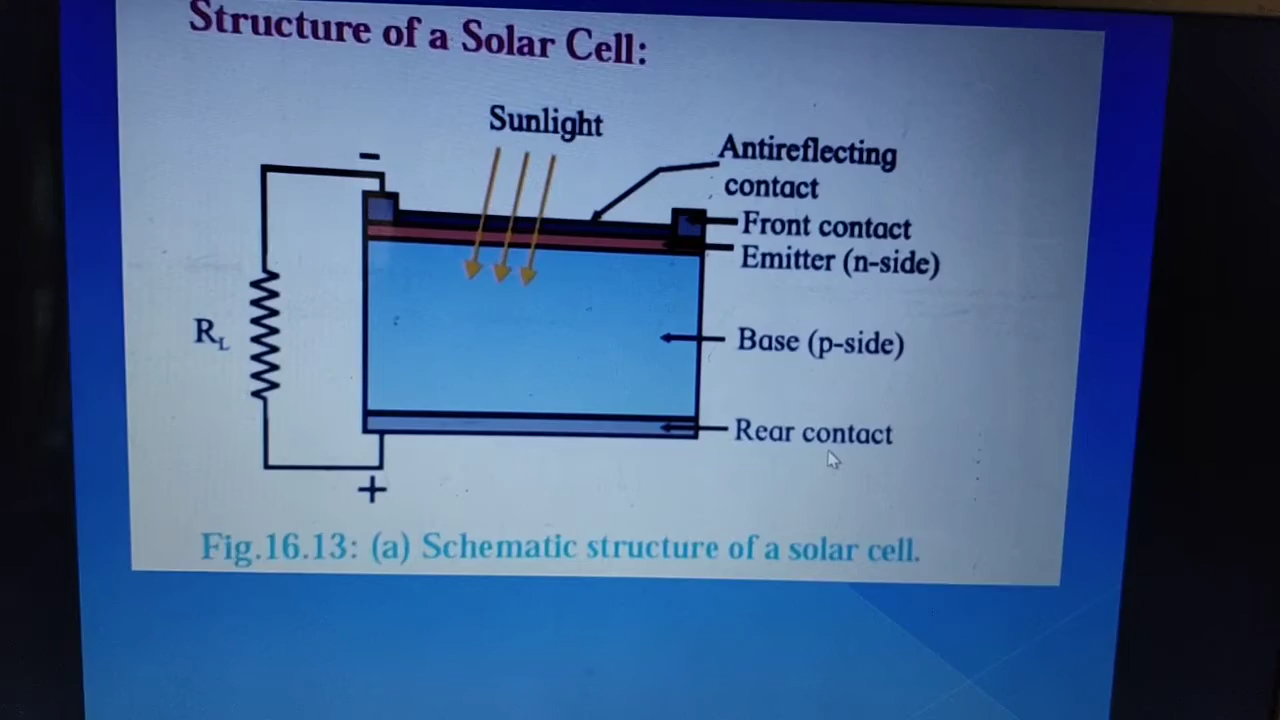 Structure of a Solar Cell:
Sunlight
Antireflecting
contact
Front contact
Emitter (n-side)
Base (p-side)
Rear contact
-
R_L
+
Fig.16.13: (a) Schematic structure of a solar cell.